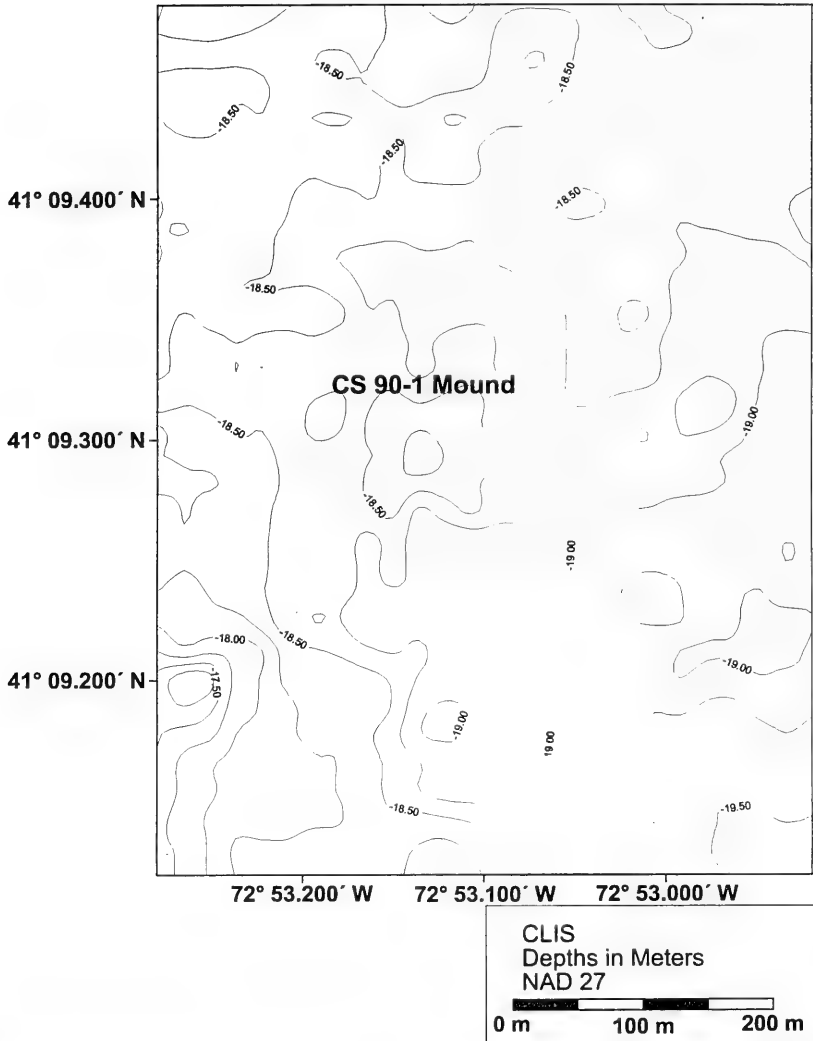 -18.50
-18.50
-18.50
-18.50
41° 09.400´ N
-18.50
-18.50
CS 90-1 Mound
-18.50
-19.00
41° 09.300´ N
-18.50
-19.00
-18.00
-18.50
-19.00
41° 09.200´ N
-17.50
-19.00
19.00
-18.50
-19.50
72° 53.200´ W
72° 53.100´ W
72° 53.000´ W
CLIS
Depths in Meters
NAD 27
0 m
100 m
200 m